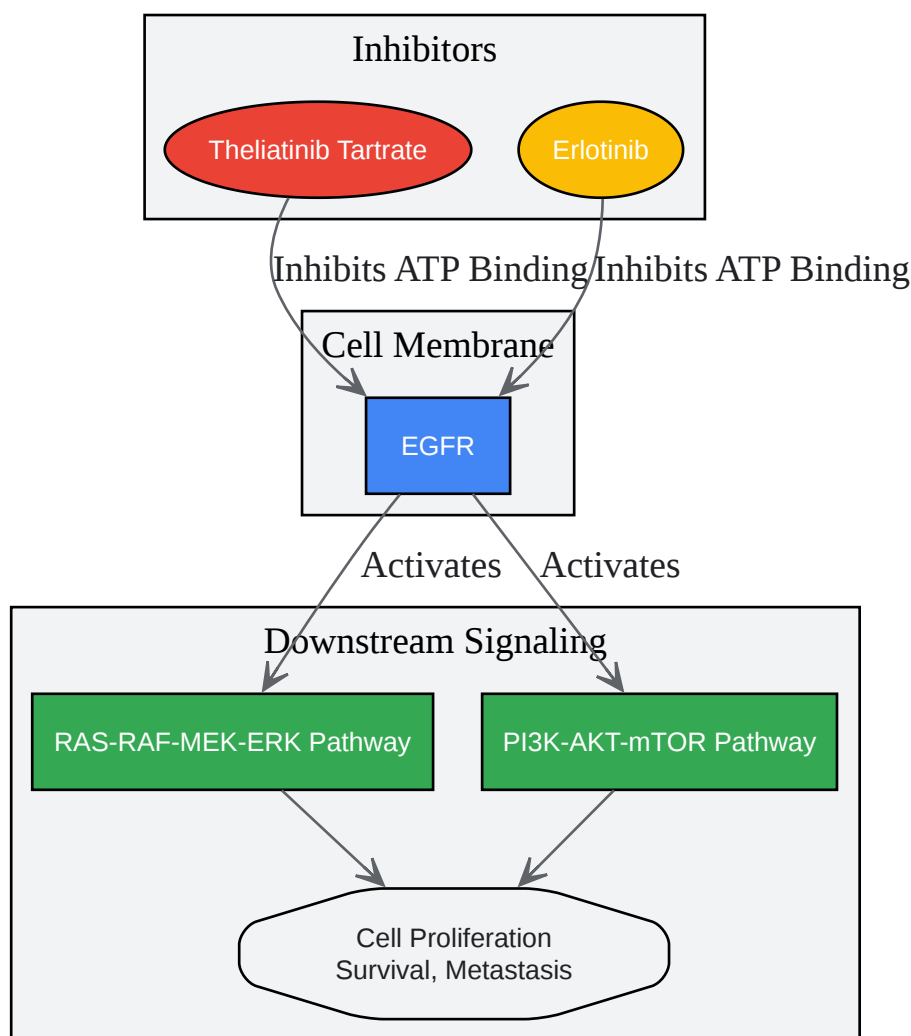 Inhibitors
Theliatinib Tartrate
Erlotinib
Inhibits ATP Binding
Inhibits ATP Binding
Cell Membrane
EGFR
Activates
Activates
Downstream Signaling
RAS-RAF-MEK-ERK Pathway
PI3K-AKT-mTOR Pathway
Cell Proliferation
Survival, Metastasis